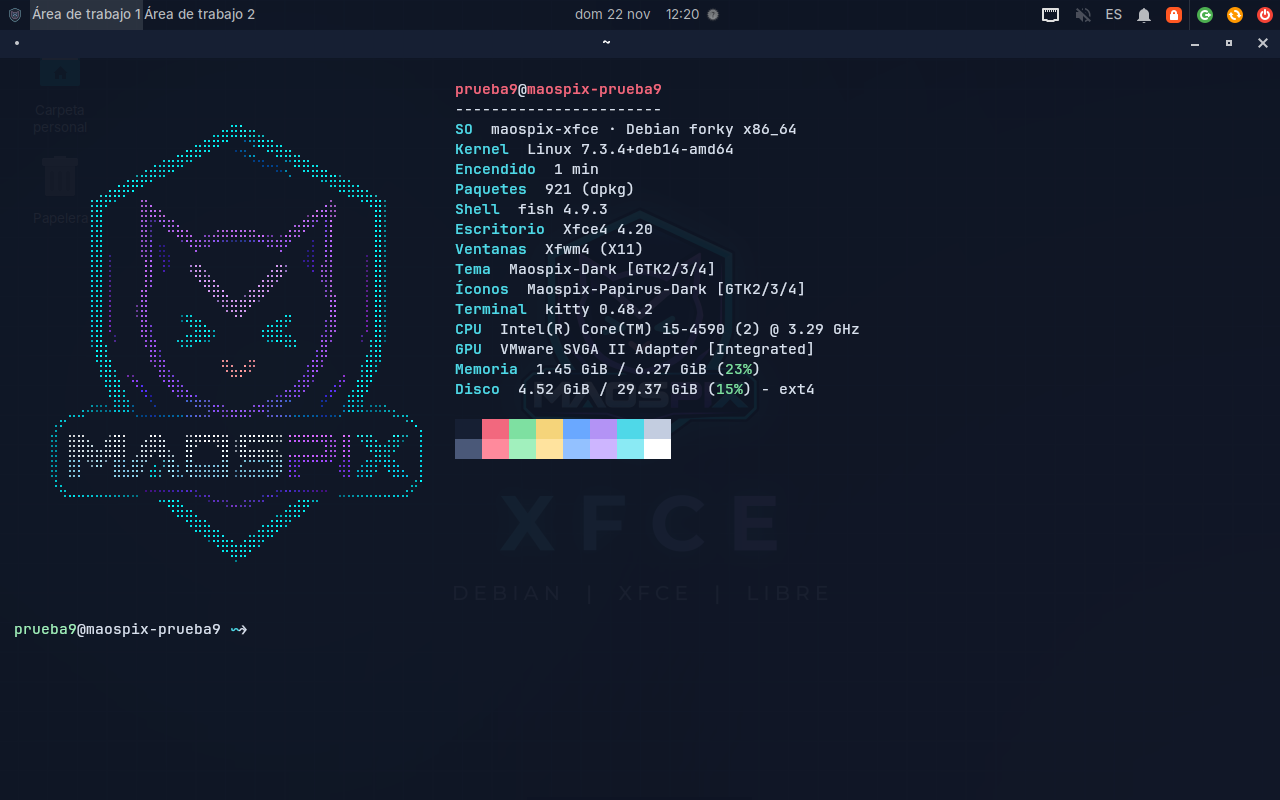 Área de trabajo 1 Área de trabajo 2 dom 22 nov 12:20 ES
~
Carpeta
personal
Papelera
MAOSPIX
prueba9@maospix-prueba9
-----------------------
SO maospix-xfce · Debian forky x86_64
Kernel Linux 7.3.4+deb14-amd64
Encendido 1 min
Paquetes 921 (dpkg)
Shell fish 4.9.3
Escritorio Xfce4 4.20
Ventanas Xfwm4 (X11)
Tema Maospix-Dark [GTK2/3/4]
Íconos Maospix-Papirus-Dark [GTK2/3/4]
Terminal kitty 0.48.2
CPU Intel(R) Core(TM) i5-4590 (2) @ 3.29 GHz
GPU VMware SVGA II Adapter [Integrated]
Memoria 1.45 GiB / 6.27 GiB (23%)
Disco 4.52 GiB / 29.37 GiB (15%) - ext4
MAOSPIX
XFCE
DEBIAN | XFCE | LIBRE
prueba9@maospix-prueba9 ⤳